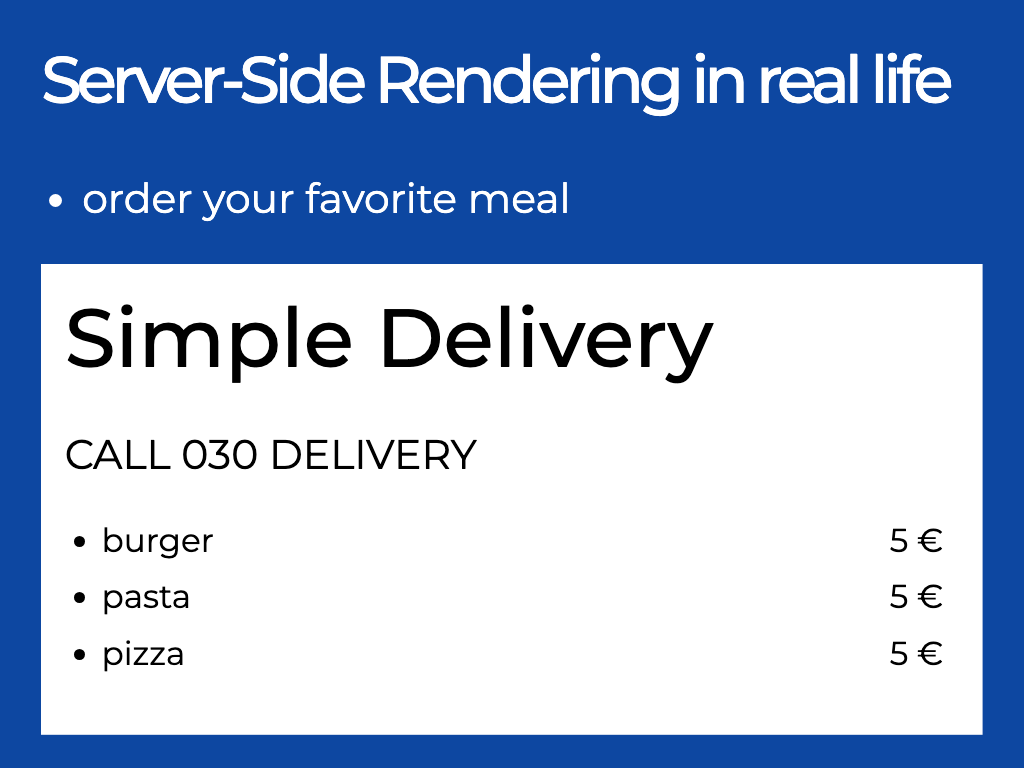 Server-Side Rendering in real life
• order your favorite meal
Simple Delivery
CALL 030 DELIVERY
• burger 5 €
• pasta 5 €
• pizza 5 €